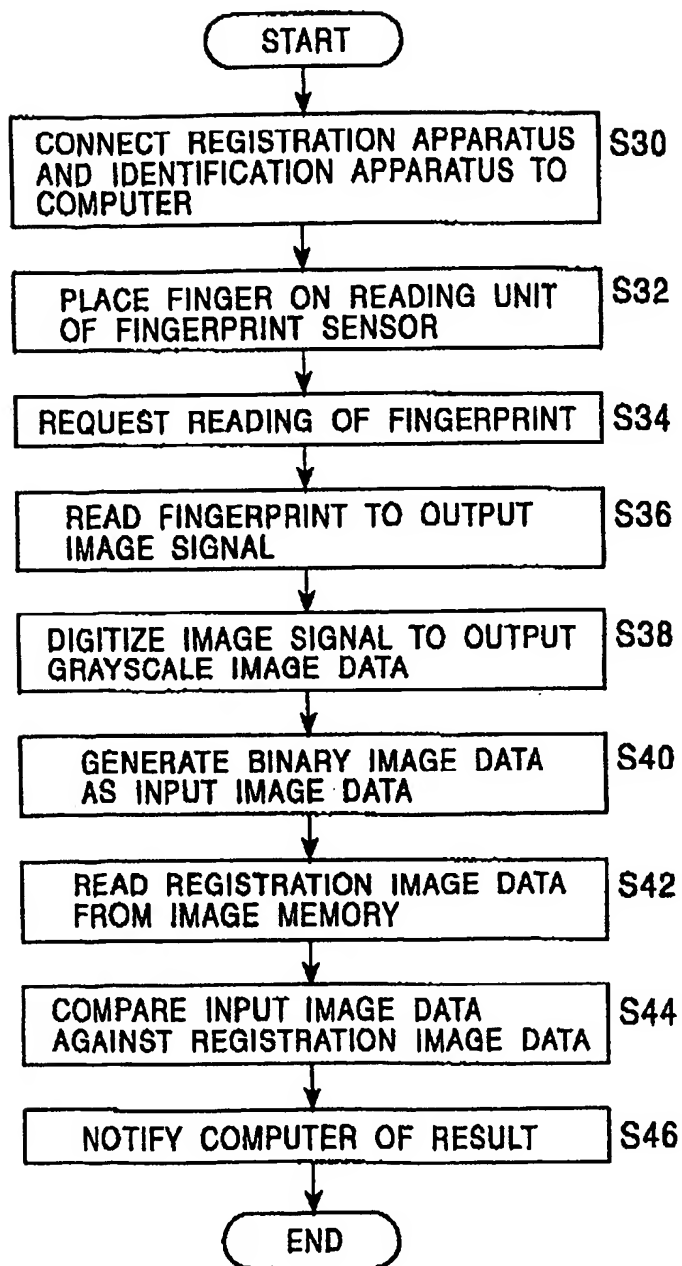 START
CONNECT REGISTRATION APPARATUS
AND IDENTIFICATION APPARATUS TO
COMPUTER
S30
PLACE FINGER ON READING UNIT
OF FINGERPRINT SENSOR
S32
REQUEST READING OF FINGERPRINT
S34
READ FINGERPRINT TO OUTPUT
IMAGE SIGNAL
S36
DIGITIZE IMAGE SIGNAL TO OUTPUT
GRAYSCALE IMAGE DATA
S38
GENERATE BINARY IMAGE DATA
AS INPUT IMAGE DATA
S40
READ REGISTRATION IMAGE DATA
FROM IMAGE MEMORY
S42
COMPARE INPUT IMAGE DATA
AGAINST REGISTRATION IMAGE DATA
S44
NOTIFY COMPUTER OF RESULT
S46
END